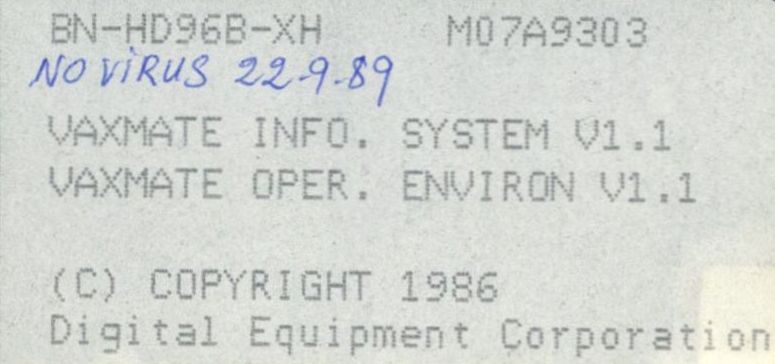 BN-HD96B-XH M07A9303
NO VIRUS 22-9-89
VAXMATE INFO. SYSTEM V1.1
VAXMATE OPER. ENVIRON V1.1
(C) COPYRIGHT 1986
Digital Equipment Corporation